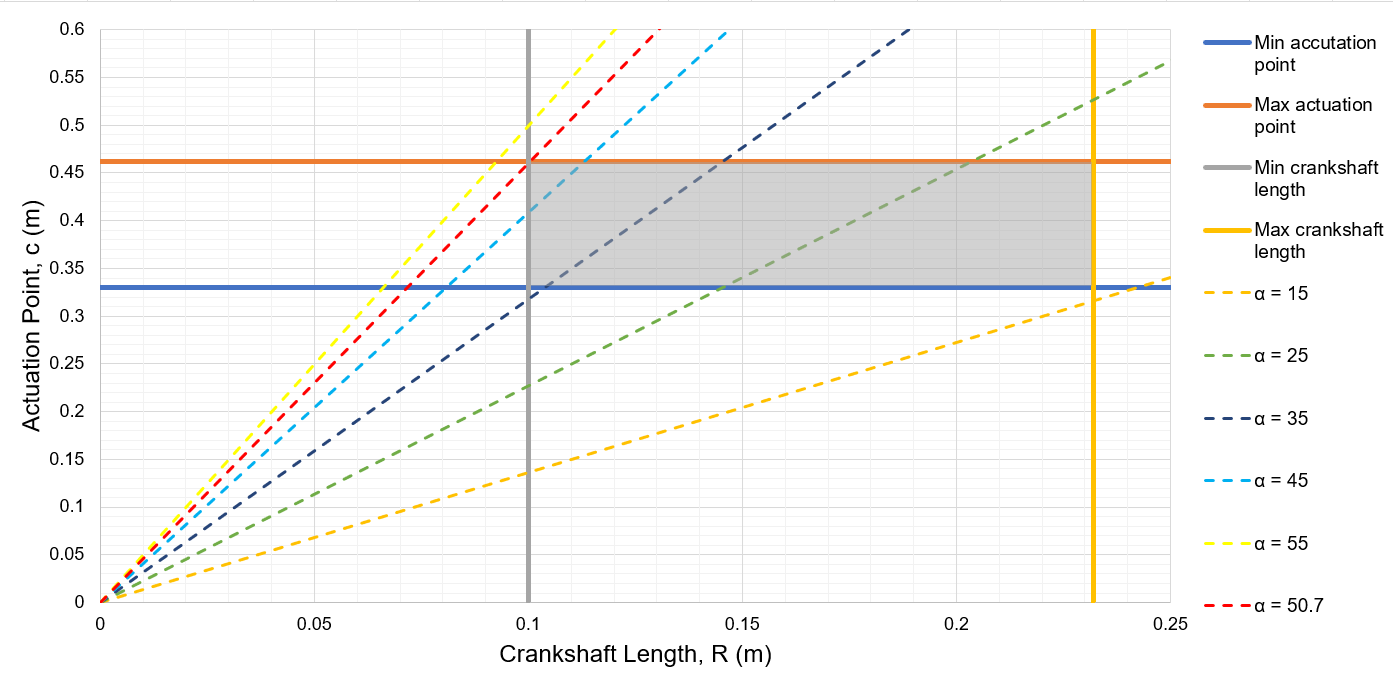 0.6
0.55
0.5
0.45
0.4
0.35
0.3
0.25
0.2
0.15
0.1
0.05
0
Actuation Point, c (m)
0
0.05
0.1
0.15
0.2
0.25
Crankshaft Length, R (m)
Min accutation
point
Max actuation
point
Min crankshaft
length
Max crankshaft
length
α = 15
α = 25
α = 35
α = 45
α = 55
α = 50.7